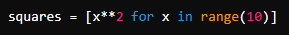 squares = [x**2 for x in range(10)]